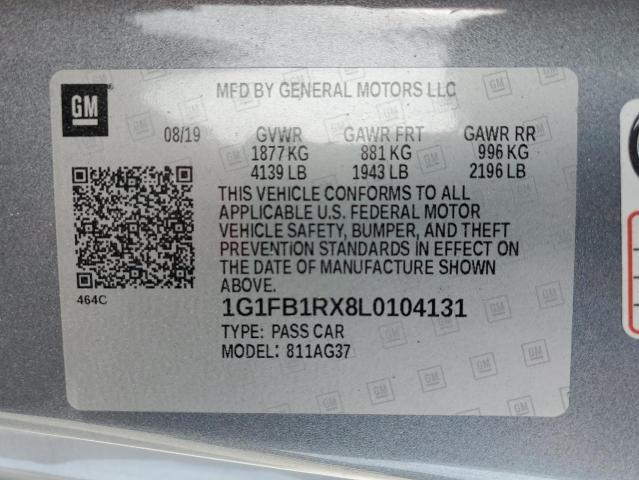 GM
MFD BY GENERAL MOTORS LLC
08/19 GVWR GAWR FRT GAWR RR
1877 KG 881 KG 996 KG
4139 LB 1943 LB 2196 LB
THIS VEHICLE CONFORMS TO ALL
APPLICABLE U.S. FEDERAL MOTOR
VEHICLE SAFETY, BUMPER, AND THEFT
PREVENTION STANDARDS IN EFFECT ON
THE DATE OF MANUFACTURE SHOWN
ABOVE.
464C
1G1FB1RX8L0104131
TYPE: PASS CAR
MODEL: 811AG37